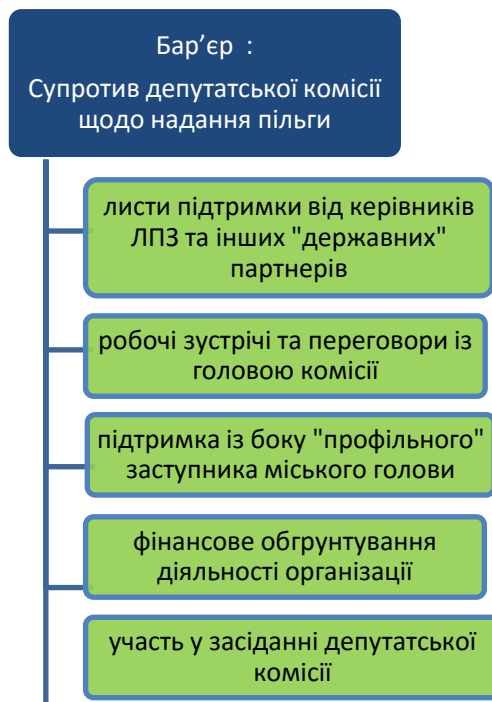 Бар’єр :
Супротив депутатської комісії
щодо надання пільги
листи підтримки від керівників
ЛПЗ та інших "державних"
партнерів
робочі зустрічі та переговори із
головою комісії
підтримка із боку "профільного"
заступника міського голови
фінансове обгрунтування
діяльності організації
участь у засіданні депутатської
комісії